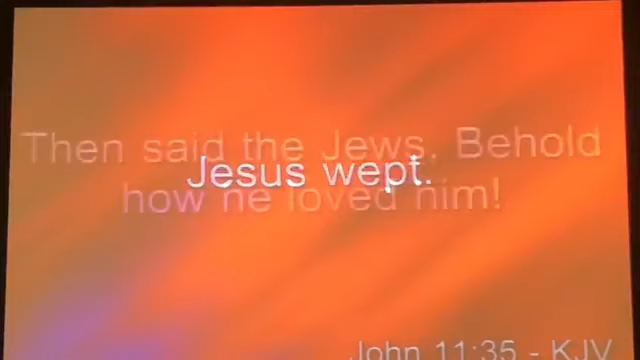 Then said the Jews, Behold
Jesus wept.
how he loved him!
John 11:35 - KJV